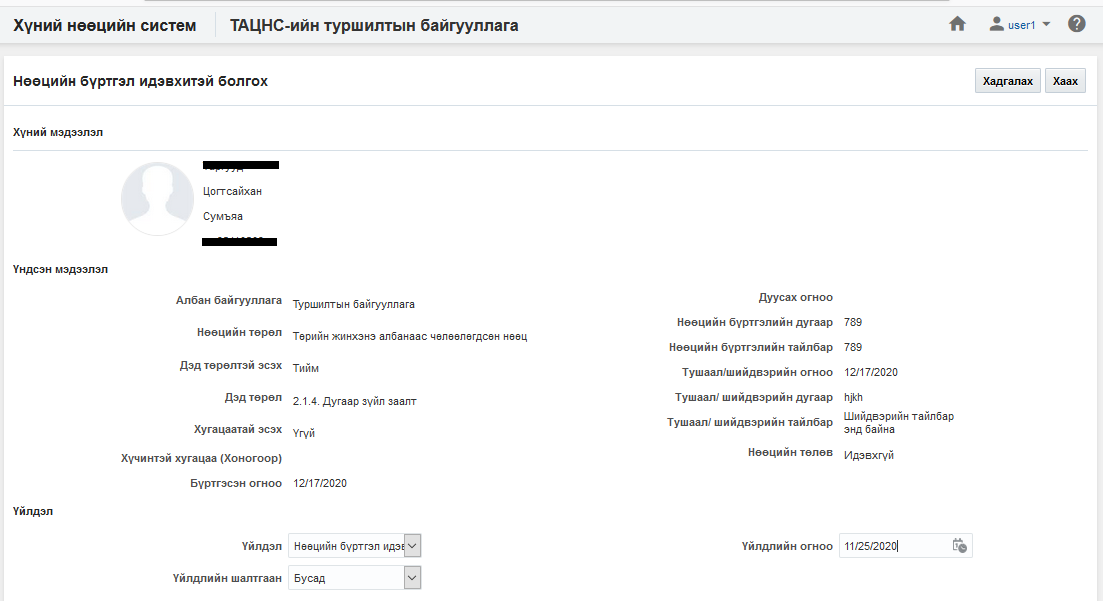 Хүний нөөцийн систем
ТАЦНС-ийн туршилтын байгууллага
user1
Нөөцийн бүртгэл идэвхитэй болгох
Хадгалах
Хаах
Хүний мэдээлэл
Цогтсайхан
Сумъяа
Үндсэн мэдээлэл
Албан байгууллага Туршилтын байгууллага
Нөөцийн төрөл Төрийн жинхэнэ албанаас чөлөөлөгдсөн нөөц
Дэд төрөлтэй эсэх Тийм
Дэд төрөл 2.1.4. Дугаар зүйл заалт
Хугацаатай эсэх Үгүй
Хүчинтэй хугацаа (Хоногоор)
Бүртгэсэн огноо 12/17/2020
Дуусах огноо
Нөөцийн бүртгэлийн дугаар 789
Нөөцийн бүртгэлийн тайлбар 789
Тушаал/шийдвэрийн огноо 12/17/2020
Тушаал/ шийдвэрийн дугаар hjkh
Тушаал/ шийдвэрийн тайлбар Шийдвэрийн тайлбар
энд байна
Нөөцийн төлөв Идэвхгүй
Үйлдэл
Үйлдэл Нөөцийн бүртгэл идэв
Үйлдлийн огноо 11/25/2020
Үйлдлийн шалтгаан Бусад